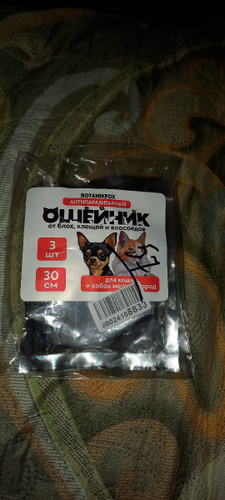 BOTANIKFOX
АНТИПАРАЗИТАРНЫЙ
ОШЕЙНИК
ОТ БЛОХ, КЛЕЩЕЙ И ВЛАСОЕДОВ
3
ШТ
30
СМ
для кошек
и собак мелких пород